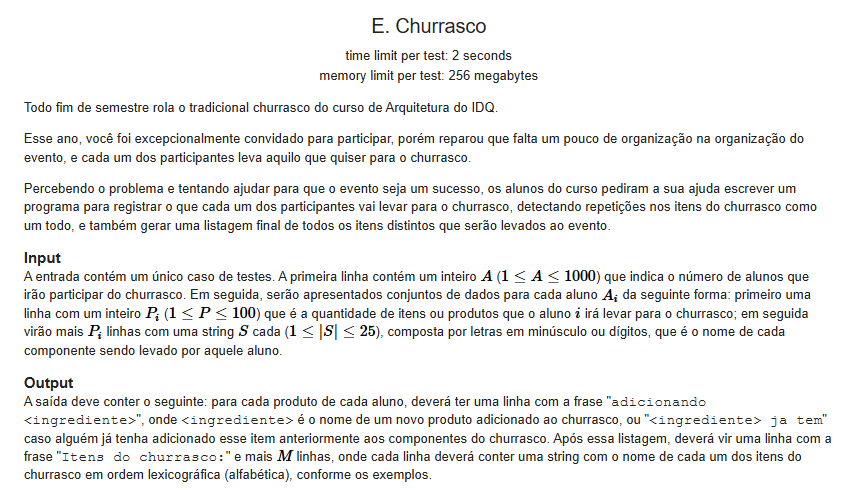 E. Churrasco
time limit per test: 2 seconds
memory limit per test: 256 megabytes
Todo fim de semestre rola o tradicional churrasco do curso de Arquitetura do IDQ.
Esse ano, você foi excepcionalmente convidado para participar, porém reparou que falta um pouco de organização na organização do
evento, e cada um dos participantes leva aquilo que quiser para o churrasco.
Percebendo o problema e tentando ajudar para que o evento seja um sucesso, os alunos do curso pediram a sua ajuda escrever um
programa para registrar o que cada um dos participantes vai levar para o churrasco, detectando repetições nos itens do churrasco como
um todo, e também gerar uma listagem final de todos os itens distintos que serão levados ao evento.
Input
A entrada contém um único caso de testes. A primeira linha contém um inteiro A (1 ≤ A ≤ 1000) que indica o número de alunos que
irão participar do churrasco. Em seguida, serão apresentados conjuntos de dados para cada aluno A_i da seguinte forma: primeiro uma
linha com um inteiro P_i (1 ≤ P ≤ 100) que é a quantidade de itens ou produtos que o aluno i irá levar para o churrasco; em seguida
virão mais P_i linhas com uma string S cada (1 ≤ |S| ≤ 25), composta por letras em minúsculo ou dígitos, que é o nome de cada
componente sendo levado por aquele aluno.
Output
A saída deve conter o seguinte: para cada produto de cada aluno, deverá ter uma linha com a frase "adicionando
<ingrediente>", onde <ingrediente> é o nome de um novo produto adicionado ao churrasco, ou "<ingrediente> ja tem"
caso alguém já tenha adicionado esse item anteriormente aos componentes do churrasco. Após essa listagem, deverá vir uma linha com a
frase "Itens do churrasco:" e mais M linhas, onde cada linha deverá conter uma string com o nome de cada um dos itens do
churrasco em ordem lexicográfica (alfabética), conforme os exemplos.